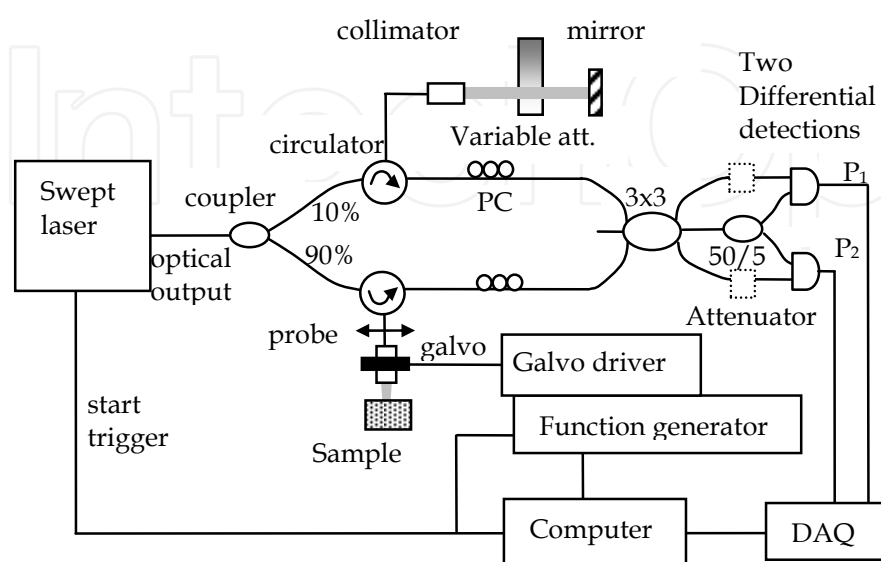 collimator
mirror
Two
Differential
detections
Variable att.
circulator
Swept
laser
coupler
10%
PC
3x3
P1
90%
50/5
P2
optical
output
Attenuator
probe
galvo
Galvo driver
start
trigger
Function generator
Sample
Computer
DAQ